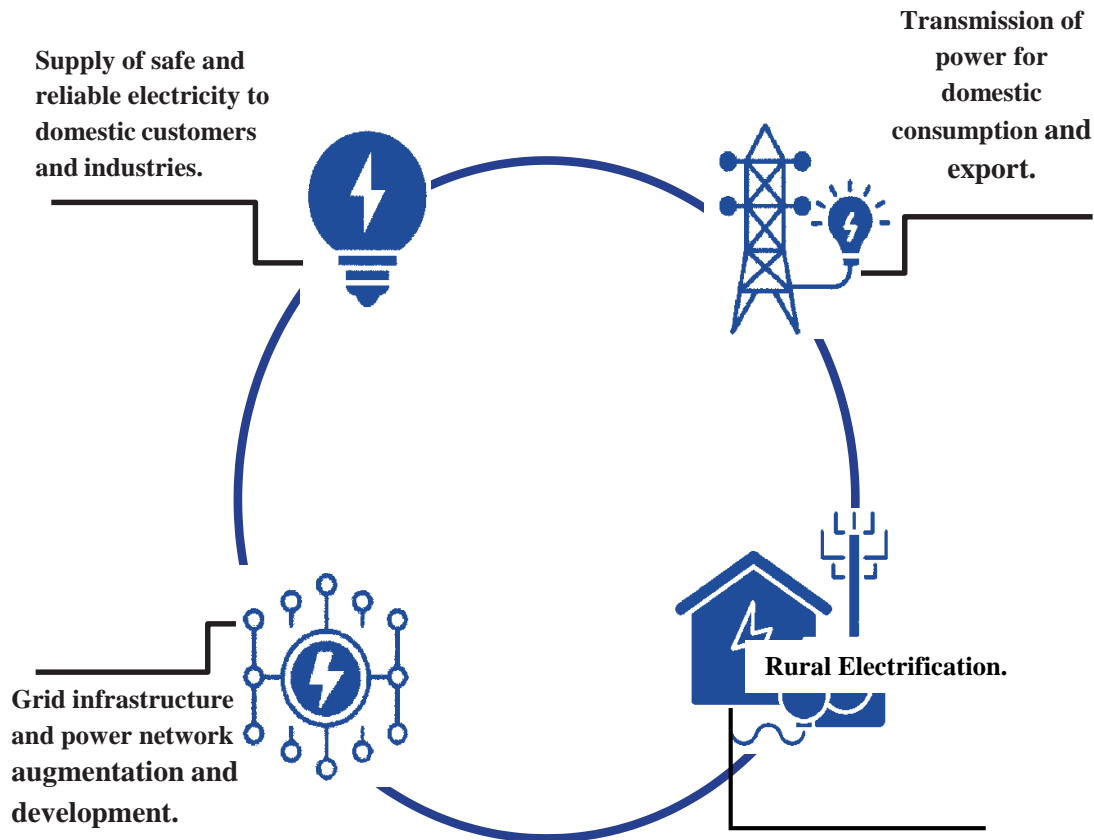 Supply of safe and
reliable electricity to
domestic customers
and industries.
Transmission of
power for
domestic
consumption and
export.
Grid infrastructure
and power network
augmentation and
development.
Rural Electrification.